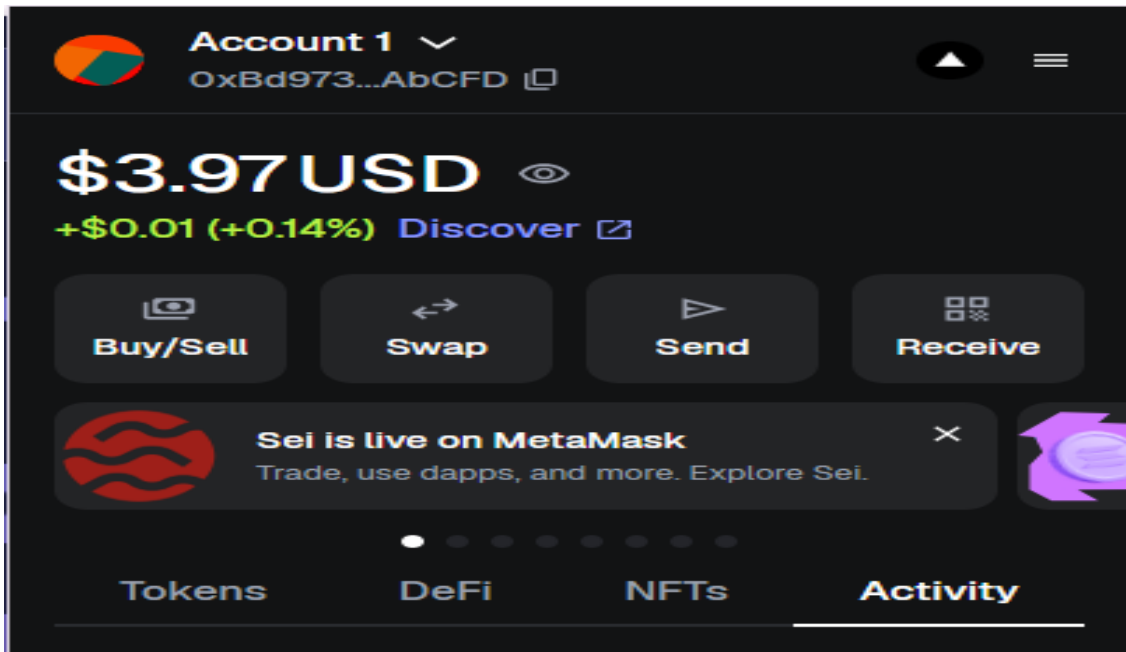 Account 1
0xBd973...AbCFD
$3.97 USD
+$0.01 (+0.14%) Discover
Buy/Sell Swap Send Receive
Sei is live on MetaMask
Trade, use dapps, and more. Explore Sei.
Tokens DeFi NFTs Activity